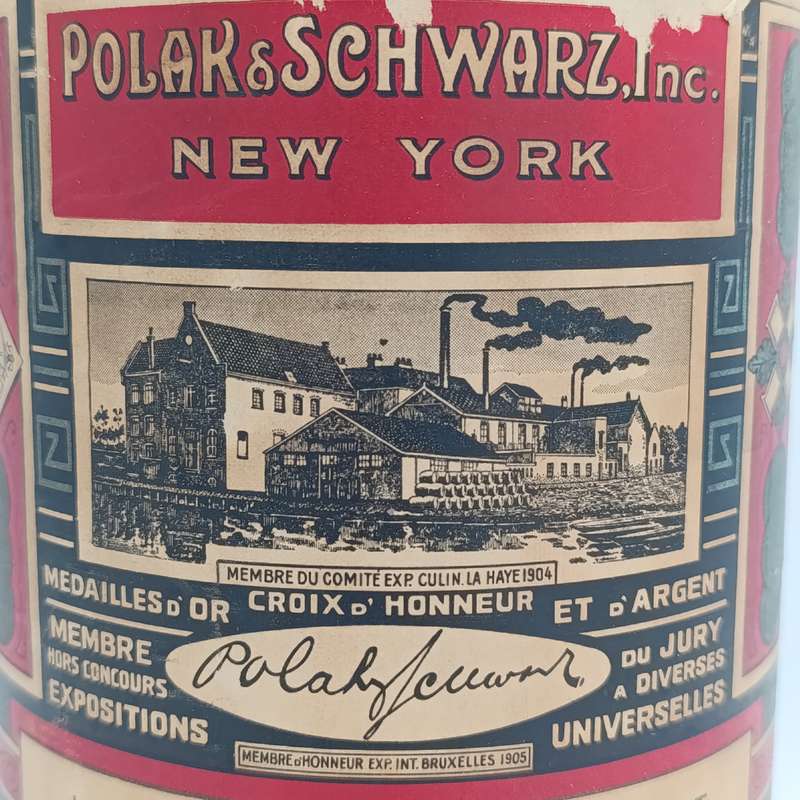 POLAK & SCHWARZ, Inc.
NEW YORK
MEMBRE DU COMITÉ EXP. CULIN. LA HAYE 1904
MEDAILLES D'OR CROIX D'HONNEUR ET D'ARGENT
MEMBRE
HORS CONCOURS
EXPOSITIONS
Polak & Schwarz
DU JURY
A DIVERSES
UNIVERSELLES
MEMBRE D'HONNEUR EXP. INT. BRUXELLES 1905